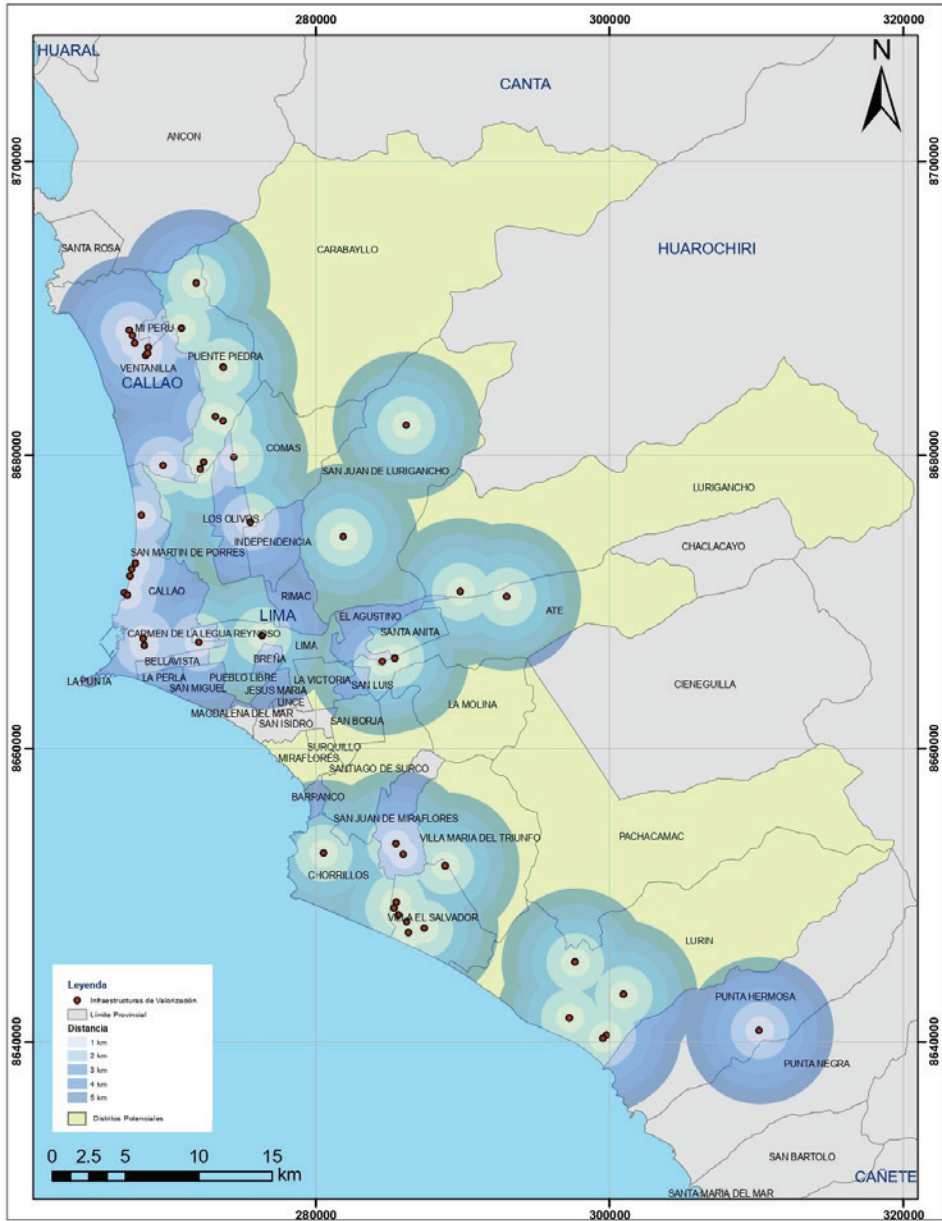 280000
300000
320000
HUARAL
N
CANTA
ANCON
8700000
8700000
SANTA ROSA
CARABAYLLO
HUAROCHIRI
MI PERU
PUENTE PIEDRA
VENTANILLA
CALLAO
8680000
8680000
COMAS
SAN JUAN DE LURIGANCHO
LURIGANCHO
LOS OLIVOS
INDEPENDENCIA
CHACLACAYO
SAN MARTIN DE PORRES
CALLAO
RIMAC
EL AGUSTINO
ATE
LIMA
CARMEN DE LA LEGUA REYNOSO
SANTA ANITA
LIMA
BELLAVISTA
BREÑA
LA PUNTA
LA PERLA
PUEBLO LIBRE
LA VICTORIA
SAN LUIS
CIENEGUILLA
SAN MIGUEL
JESUS MARIA
LINCE
LA MOLINA
MAGDALENA DEL MAR
SAN ISIDRO
SAN BORJA
8660000
8660000
SURQUILLO
MIRAFLORES
SANTIAGO DE SURCO
BARRANCO
SAN JUAN DE MIRAFLORES
VILLA MARIA DEL TRIUNFO
PACHACAMAC
CHORRILLOS
VILLA EL SALVADOR
LURIN
Leyenda
Infraestructuras de Valorización
Límite Provincial
Distancia
1 km
2 km
3 km
4 km
5 km
Distritos Potenciales
PUNTA HERMOSA
8640000
8640000
PUNTA NEGRA
0 2.5 5 10 15
km
SAN BARTOLO
CAÑETE
SANTA MARIA DEL MAR
280000
300000
320000